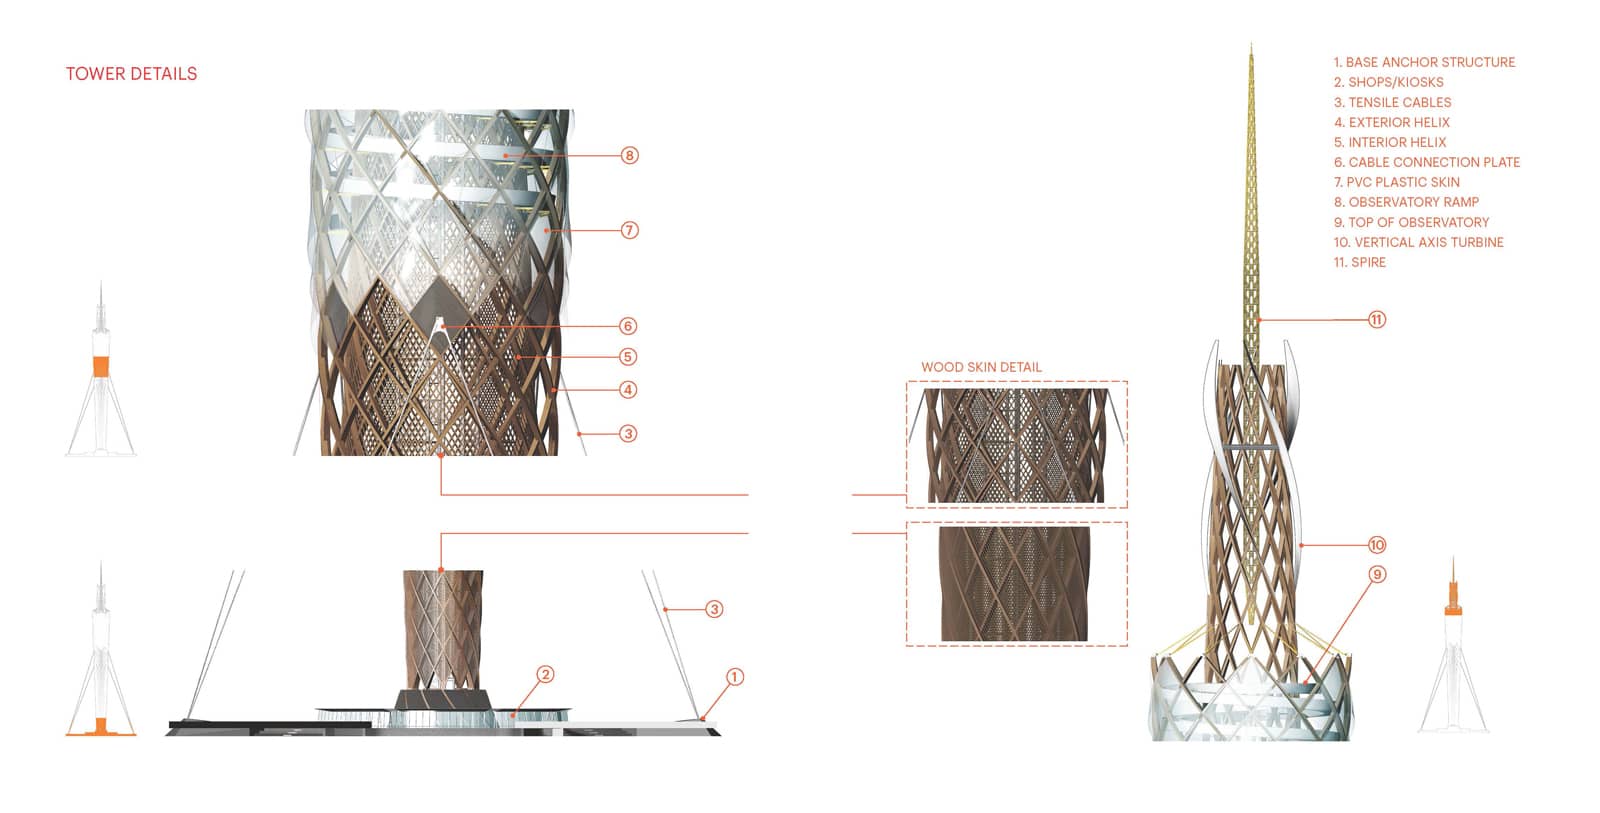 TOWER DETAILS
1. BASE ANCHOR STRUCTURE
2. SHOPS/KIOSKS
3. TENSILE CABLES
4. EXTERIOR HELIX
5. INTERIOR HELIX
6. CABLE CONNECTION PLATE
7. PVC PLASTIC SKIN
8. OBSERVATORY RAMP
9. TOP OF OBSERVATORY
10. VERTICAL AXIS TURBINE
11. SPIRE
8
7
6
5
4
3
WOOD SKIN DETAIL
11
10
9
3
2
1